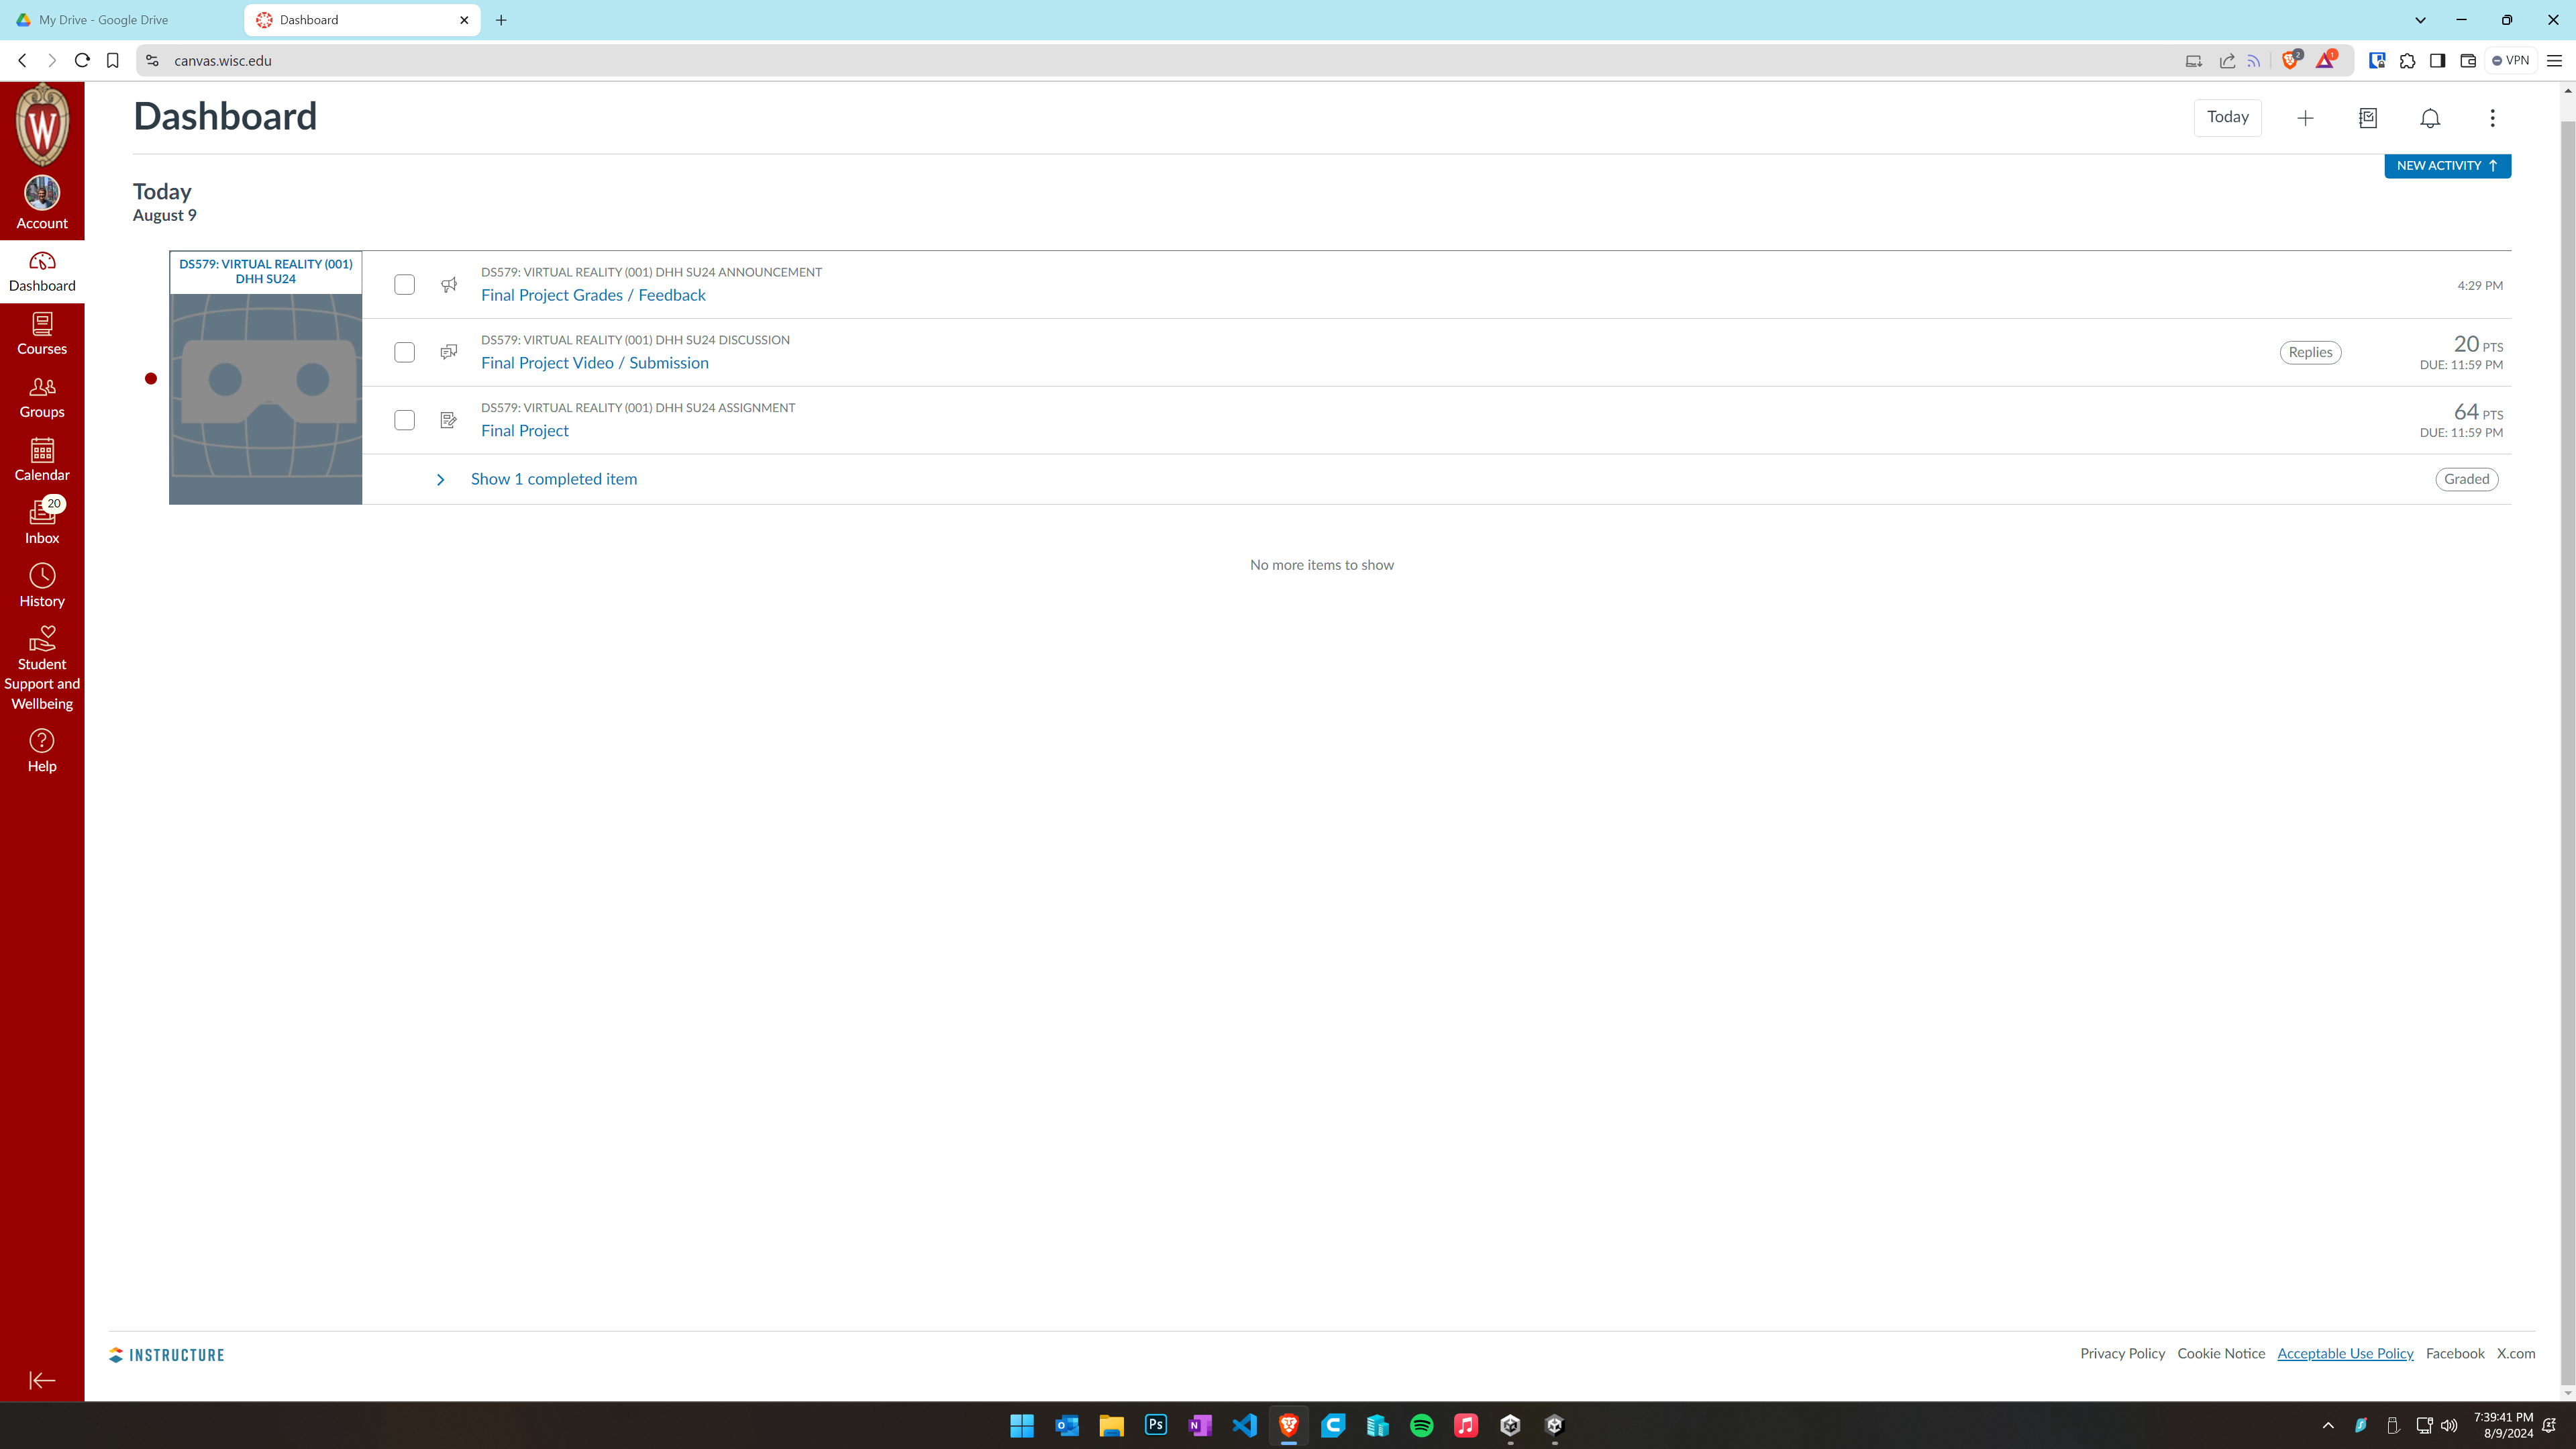 My Drive - Google Drive
Dashboard
canvas.wisc.edu
2
1
VPN
W
Account
Dashboard
Courses
Groups
Calendar
20
Inbox
History
Student
Support and
Wellbeing
Help
Dashboard
Today
NEW ACTIVITY
Today
August 9
DS579: VIRTUAL REALITY (001)
DHH SU24
DS579: VIRTUAL REALITY (001) DHH SU24 ANNOUNCEMENT
Final Project Grades / Feedback
4:29 PM
DS579: VIRTUAL REALITY (001) DHH SU24 DISCUSSION
Final Project Video / Submission
Replies
20 PTS
DUE: 11:59 PM
DS579: VIRTUAL REALITY (001) DHH SU24 ASSIGNMENT
Final Project
64 PTS
DUE: 11:59 PM
Show 1 completed item
Graded
No more items to show
INSTRUCTURE
Privacy Policy Cookie Notice Acceptable Use Policy Facebook X.com
Ps
N
7:39:41 PM
8/9/2024